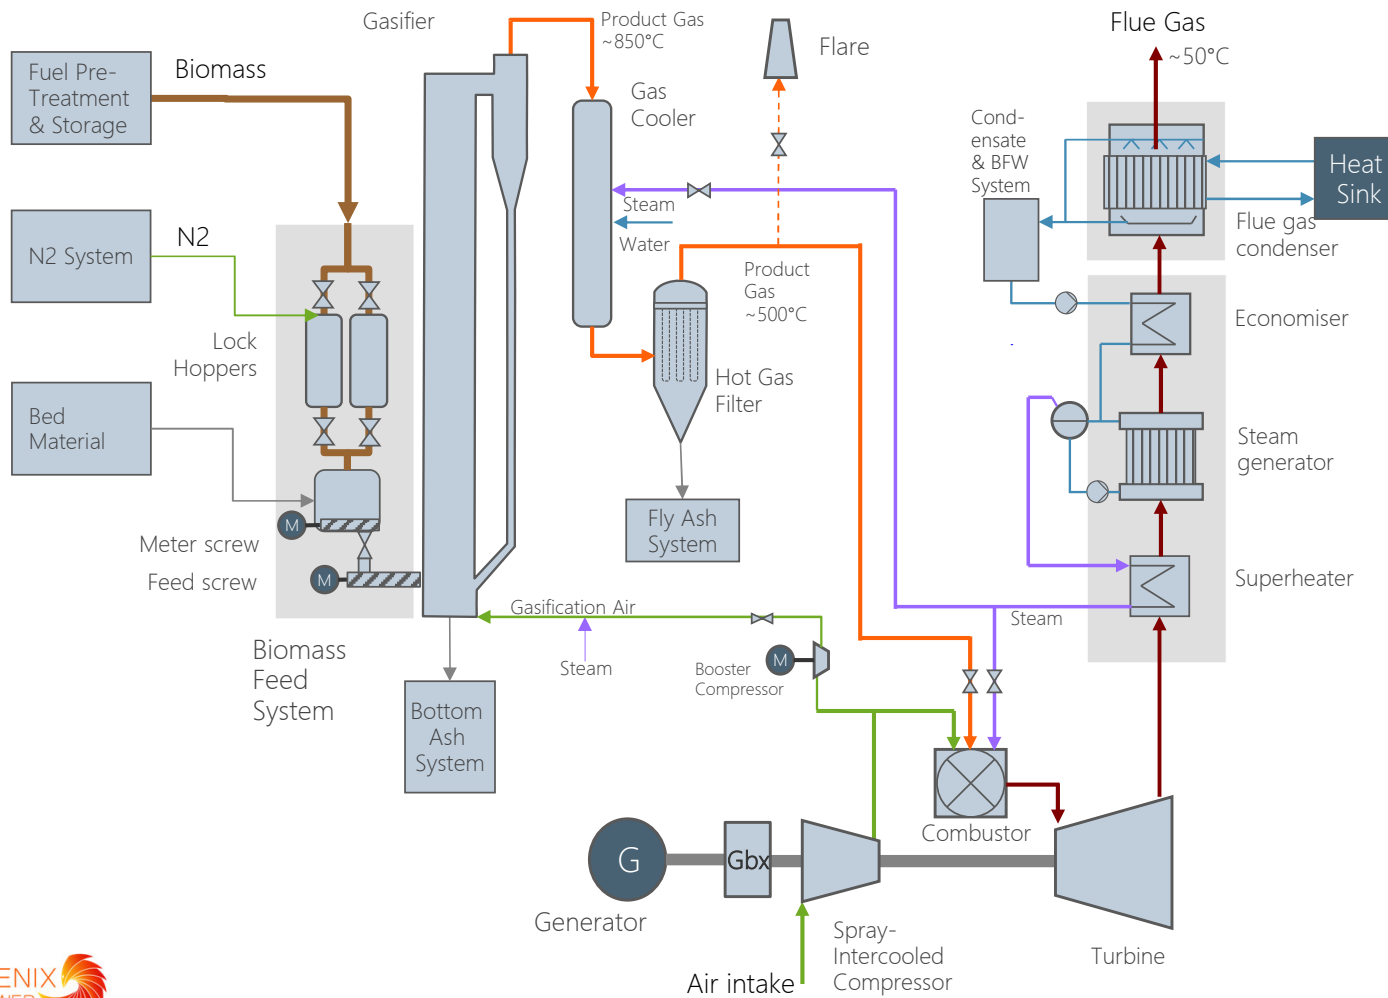 Gasifier
Product Gas
~850°C
Flare
Flue Gas
~50°C
Fuel Pre-
Treatment
& Storage
Biomass
Gas
Cooler
Cond-
ensate
& BFW
System
Heat
Sink
N2 System
N2
Steam
Water
Flue gas
condenser
Product
Gas
~500°C
Lock
Hoppers
Economiser
Hot Gas
Filter
Bed
Material
Steam
generator
Fly Ash
System
M
Meter screw
M
Feed screw
Superheater
Gasification Air
Steam
Steam
Biomass
Feed
System
M
Booster
Compressor
Bottom
Ash
System
Combustor
G
Gbx
Generator
Spray-
Intercooled
Compressor
Turbine
Air intake
ENIX